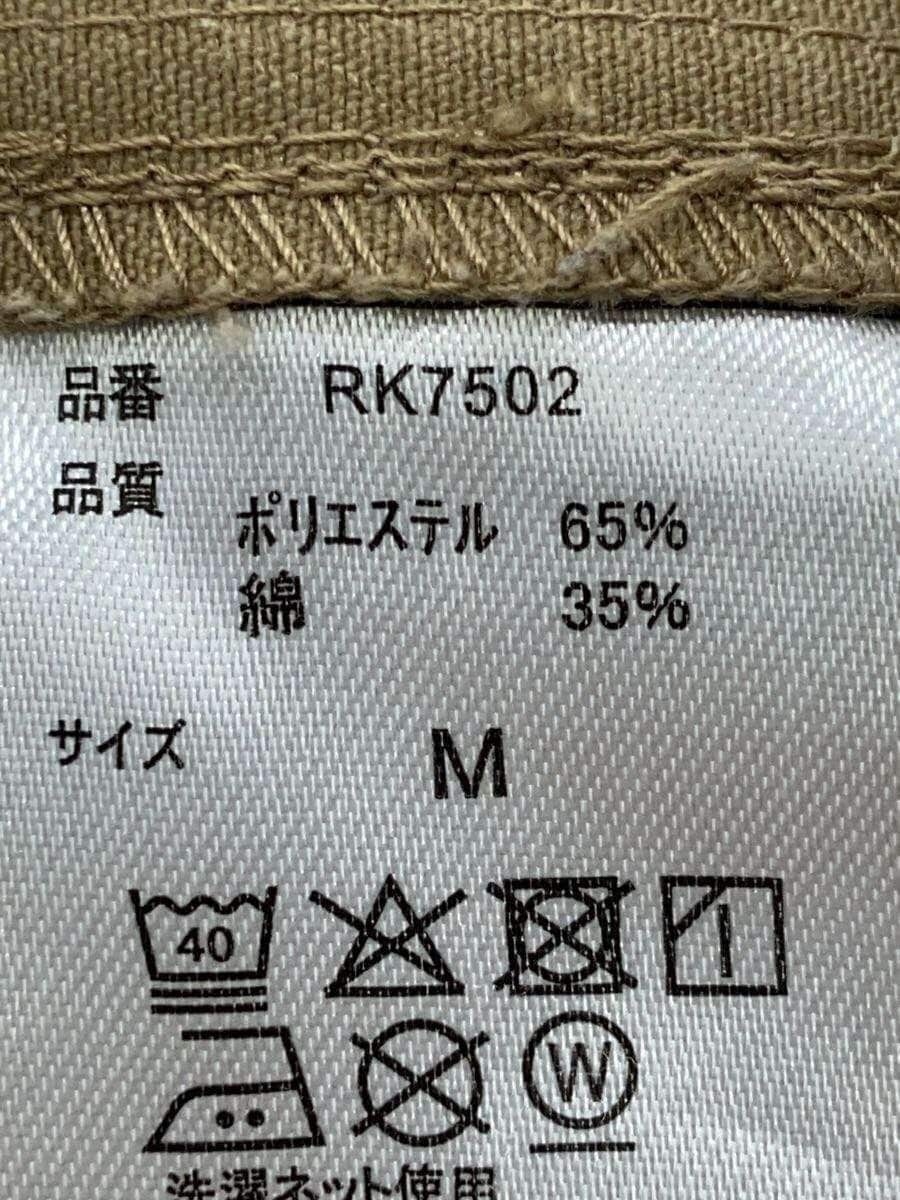 品番 RK7502
品質
ポリエステル 65%
綿 35%
サイズ M
40
W
洗濯ネット使用